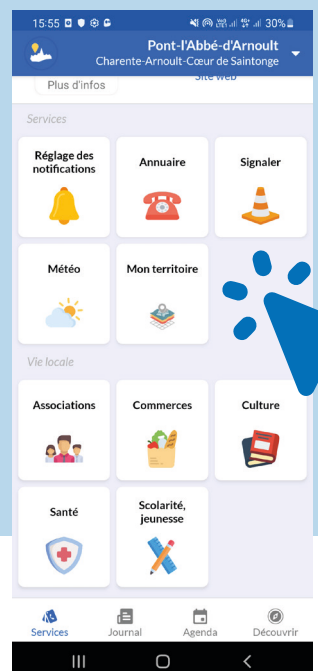 15:55
30%
Pont-l'Abbé-d'Arnoult
Charente-Arnoult-Cœur de Saintonge
Plus d'infos
Site web
Services
Réglage des
notifications
Annuaire
Signaler
Météo
Mon territoire
Vie locale
Associations
Commerces
Culture
Santé
Scolarité,
jeunesse
Services
Journal
Agenda
Découvrir